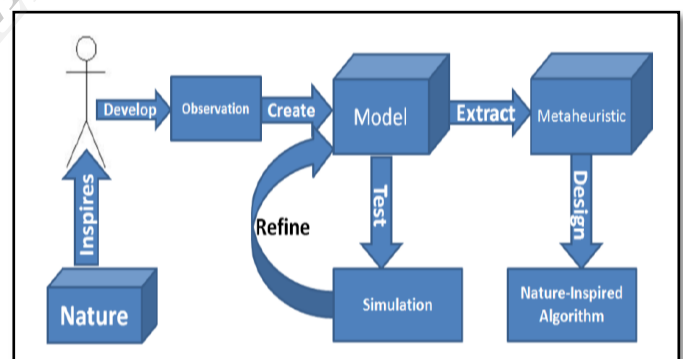 Inspires
Nature
Develop
Observation
Create
Model
Extract
Metaheuristic
Refine
Test
Design
Simulation
Nature-Inspired
Algorithm